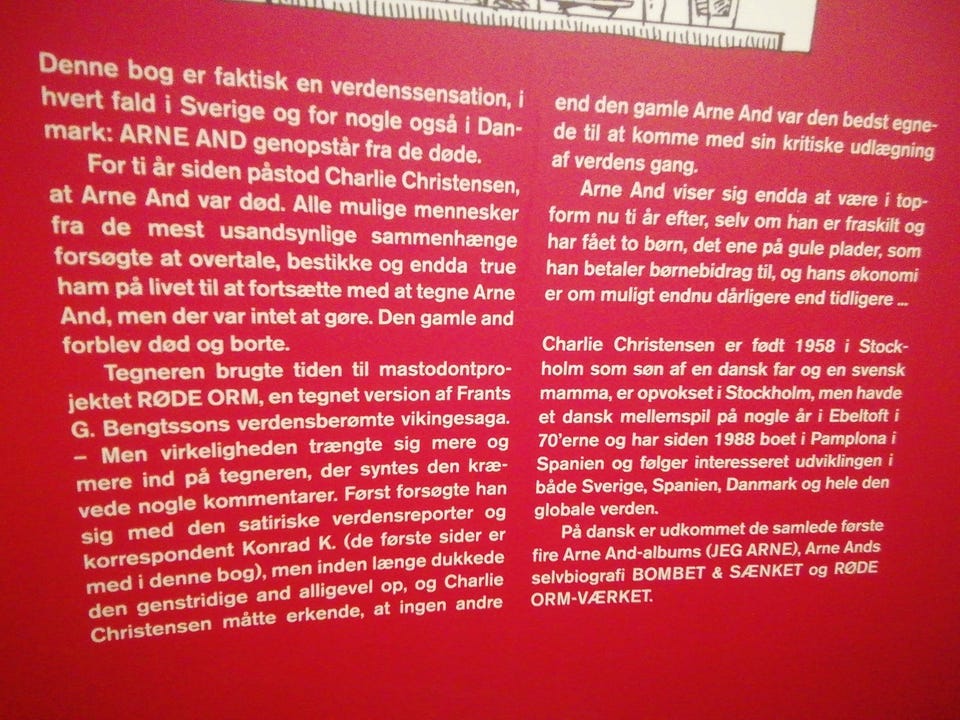 Denne bog er faktisk en verdenssensation, i
hvert fald i Sverige og for nogle også i Dan-
mark: ARNE AND genopstår fra de døde.
For ti år siden påstod Charlie Christensen,
at Arne And var død. Alle mulige mennesker
fra de mest usandsynlige sammenhænge
forsøgte at overtale, bestikke og endda true
ham på livet til at fortsætte med at tegne Arne
And, men der var intet at gøre. Den gamle and
forblev død og borte.
Tegneren brugte tiden til mastodontpro-
jektet RØDE ORM, en tegnet version af Frants
G. Bengtssons verdensberømte vikingesaga.
– Men virkeligheden trængte sig mere og
mere ind på tegneren, der syntes den kræ-
vede nogle kommentarer. Først forsøgte han
sig med den satiriske verdensreporter og
korrespondent Konrad K. (de første sider er
med i denne bog), men inden længe dukkede
den genstridige and alligevel op, og Charlie
Christensen måtte erkende, at ingen andre
end den gamle Arne And var den bedst egne-
de til at komme med sin kritiske udlægning
af verdens gang.
Arne And viser sig endda at være i top-
form nu ti år efter, selv om han er fraskilt og
har fået to børn, det ene på gule plader, som
han betaler børnebidrag til, og hans økonomi
er om muligt endnu dårligere end tidligere ...
Charlie Christensen er født 1958 i Stock-
holm som søn af en dansk far og en svensk
mamma, er opvokset i Stockholm, men havde
et dansk mellemspil på nogle år i Ebeltoft i
70'erne og har siden 1988 boet i Pamplona i
Spanien og følger interesseret udviklingen i
både Sverige, Spanien, Danmark og hele den
globale verden.
På dansk er udkommet de samlede første
fire Arne And-albums (JEG ARNE), Arne Ands
selvbiografi BOMBET & SÆNKET og RØDE
ORM-VÆRKET.